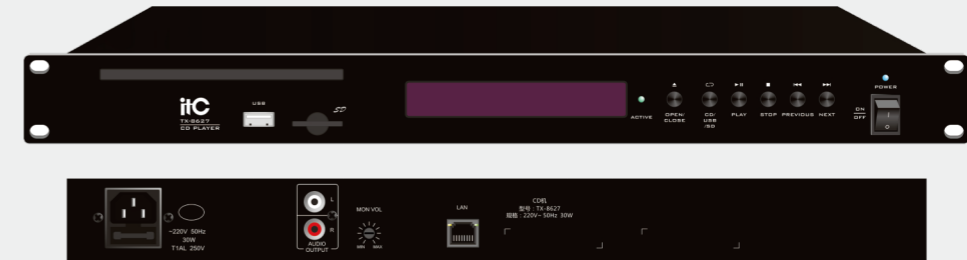 itC
TX-8627
CD PLAYER
USB
SD
ACTIVE
OPEN/
CLOSE
CD/
USB
/SD
PLAY
STOP
PREVIOUS
NEXT
POWER
ON
OFF
~220V 50Hz
30W
T1AL 250V
L
R
AUDIO
OUTPUT
MON VOL
MIN MAX
LAN
CD机
型号：TX-8627
规格：220V~ 50Hz 30W